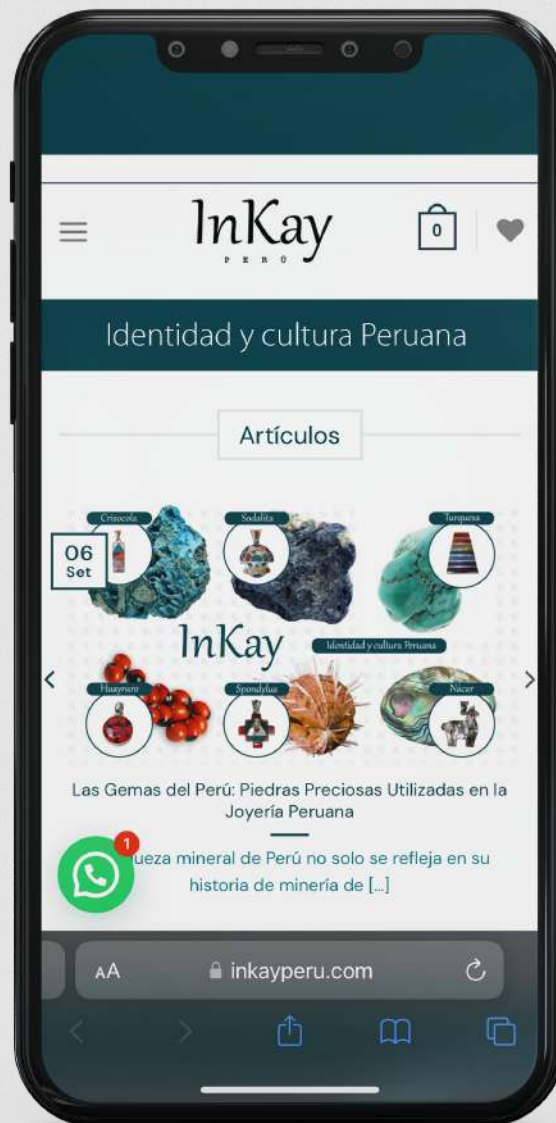 InKay
PERÚ
0
Identidad y cultura Peruana
Artículos
06
Set
Crisocola
Sodalita
Turquesa
InKay
Identidad y cultura Peruana
Huayruro
Spondylus
Nácar
Las Gemas del Perú: Piedras Preciosas Utilizadas en la
Joyería Peruana
1
ueza mineral de Perú no solo se refleja en su
historia de minería de [...]
AA
inkayperu.com